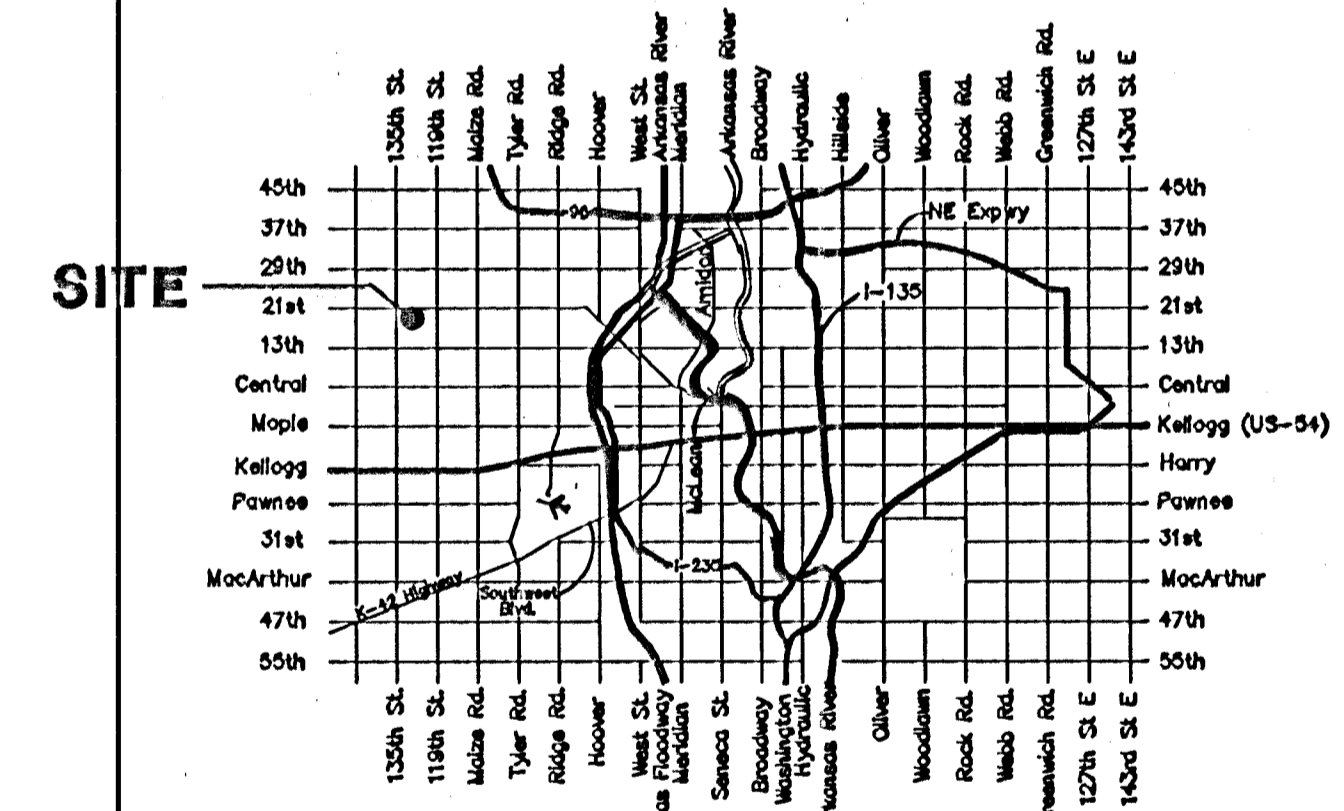 135th St.
119th St.
Maize Rd.
Tyler Rd.
Ridge Rd.
Hoover
West St.
Arkansas River
Meridian
Arkansas River
Broadway
Hydraulic
Hillside
Oliver
Woodlawn
Rock Rd.
Webb Rd.
Greenwich Rd.
127th St E
143rd St E
45th
45th
96
NE Expwy
37th
37th
29th
29th
SITE
Amidon
I-135
21st
21st
13th
13th
Central
Central
Maple
Kellogg (US-54)
Kellogg
Harry
McLean
Pawnee
Pawnee
31st
31st
I-235
MacArthur
MacArthur
K-42 Highway
Southwest
Blvd.
47th
47th
55th
55th
135th St.
119th St.
Maize Rd.
Tyler Rd.
Ridge Rd.
Hoover
West St.
as Floodway
Meridian
Seneca St.
Broadway
Washington
Hydraulic
rkansas River
Oliver
Woodlawn
Rock Rd.
Webb Rd.
reenwich Rd.
127th St E
143rd St E